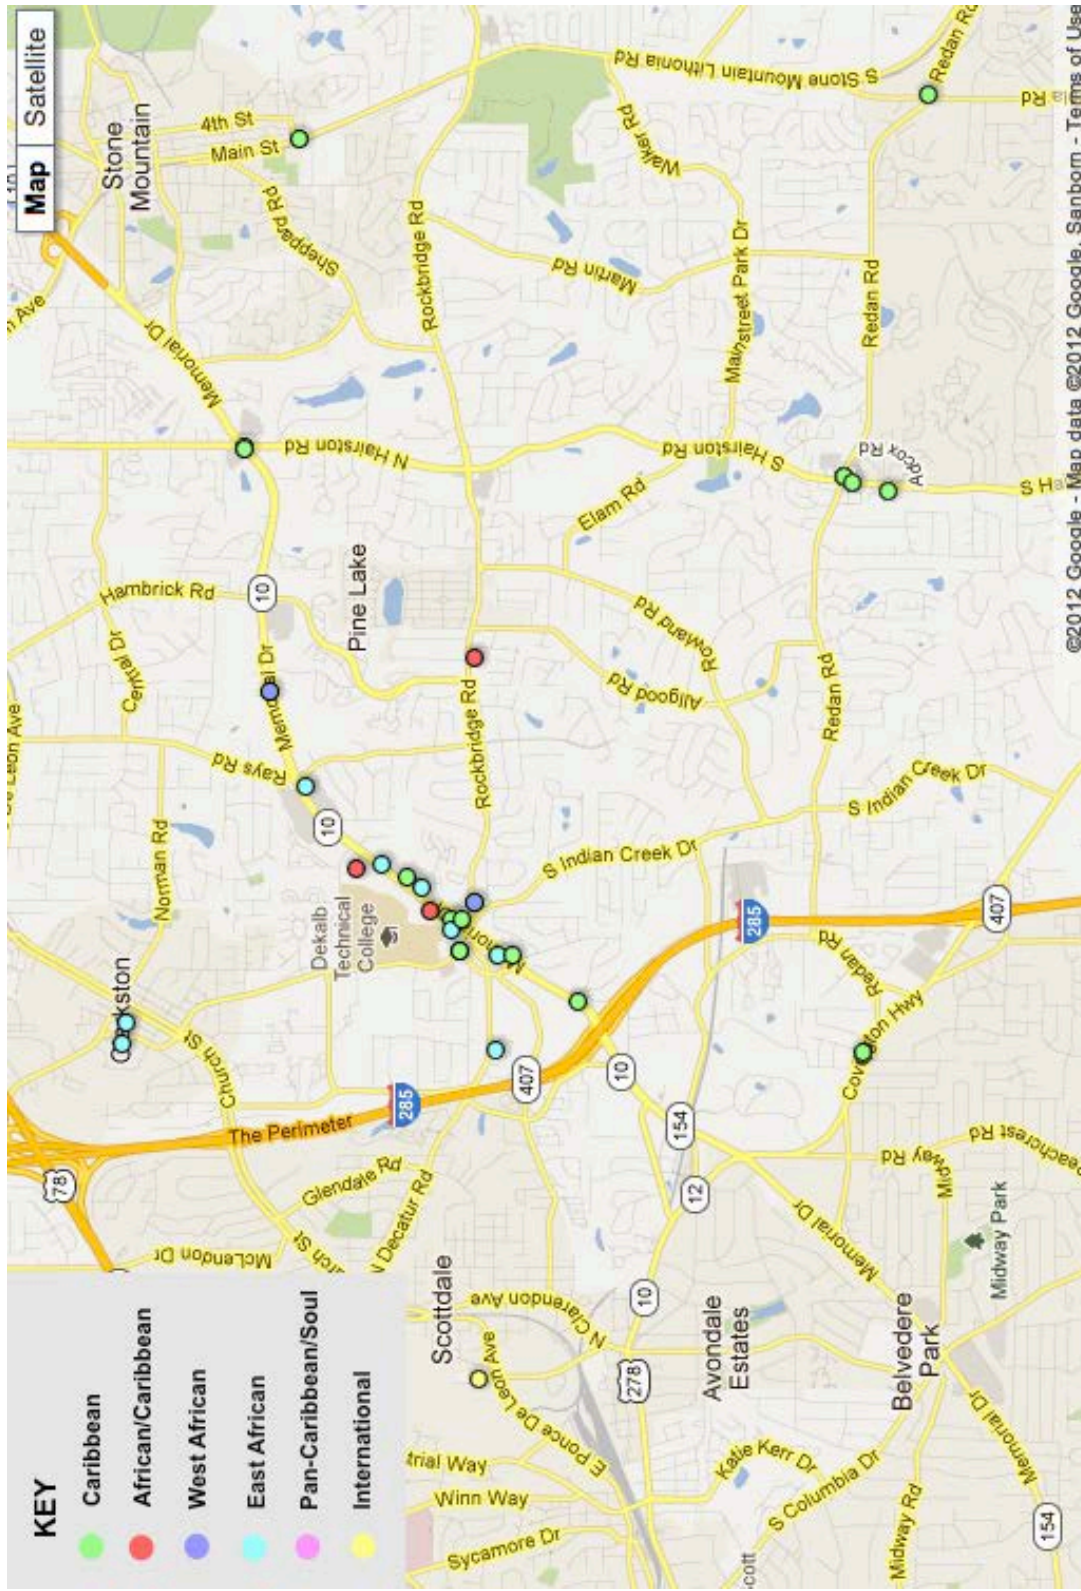 KEY
Caribbean
African/Caribbean
West African
East African
Pan-Caribbean/Soul
International
Map
Satellite
78
McLendon Dr
Glendale Rd
Church St
The Perimeter
285
N Decatur Rd
Norman Rd
Central Dr
Hambrick Rd
Rays Rd
10
Memorial Dr
Memorial Dr
Stone
Mountain
4th St
Main St
Sheppard Rd
Dekalb
Technical
College
Pine Lake
N Hairston Rd
Rockbridge Rd
Rockbridge Rd
10
Scottdale
N Clarendon Ave
E Ponce De Leon Ave
Winn Way
Sycamore Dr
407
10
154
12
10
278
S Indian Creek Dr
285
Allgood Rd
Rowland Rd
Elam Rd
S Hairston Rd
Martin Rd
Mainstreet Park Dr
Walker Rd
S Stone Mountain Lithonia Rd
Avondale
Estates
Katie Kerr Dr
S Columbia Dr
Midway Rd
Belvedere
Park
Memorial Dr
Memorial Dr
154
Midway Rd
Midway Park
Covington Hwy
Redan Rd
407
S Indian Creek Dr
Redan Rd
Redan Rd
Redan Rd
©2012 Google - Map data ©2012 Google, Sanborn - Terms of Use